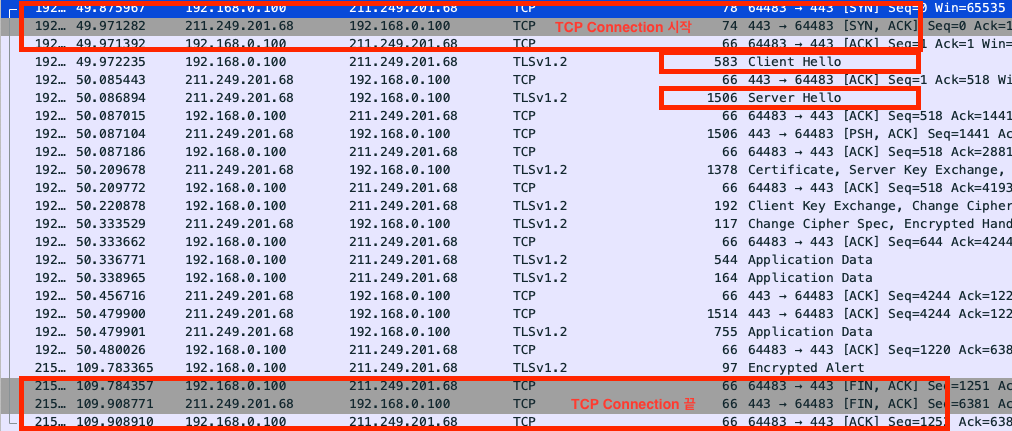 192… 49.875967 192.168.0.100 211.249.201.68 TCP 78 64483 → 443 [SYN] Seq=0 Win=65535
192… 49.971282 211.249.201.68 192.168.0.100 TCP TCP Connection 시작 74 443 → 64483 [SYN, ACK] Seq=0 Ack=1
192… 49.971392 192.168.0.100 211.249.201.68 TCP 66 64483 → 443 [ACK] Seq=1 Ack=1 Win=
192… 49.972235 192.168.0.100 211.249.201.68 TLSv1.2 583 Client Hello
192… 50.085443 211.249.201.68 192.168.0.100 TCP 66 443 → 64483 [ACK] Seq=1 Ack=518 Win
192… 50.086894 211.249.201.68 192.168.0.100 TLSv1.2 1506 Server Hello
192… 50.087015 192.168.0.100 211.249.201.68 TCP 66 64483 → 443 [ACK] Seq=518 Ack=1441
192… 50.087104 211.249.201.68 192.168.0.100 TCP 1506 443 → 64483 [PSH, ACK] Seq=1441 Ac
192… 50.087186 192.168.0.100 211.249.201.68 TCP 66 64483 → 443 [ACK] Seq=518 Ack=2881
192… 50.209678 211.249.201.68 192.168.0.100 TLSv1.2 1378 Certificate, Server Key Exchange,
192… 50.209772 192.168.0.100 211.249.201.68 TCP 66 64483 → 443 [ACK] Seq=518 Ack=4193
192… 50.220878 192.168.0.100 211.249.201.68 TLSv1.2 192 Client Key Exchange, Change Cipher
192… 50.333529 211.249.201.68 192.168.0.100 TLSv1.2 117 Change Cipher Spec, Encrypted Hand
192… 50.333662 192.168.0.100 211.249.201.68 TCP 66 64483 → 443 [ACK] Seq=644 Ack=4244
192… 50.336771 192.168.0.100 211.249.201.68 TLSv1.2 544 Application Data
192… 50.338965 192.168.0.100 211.249.201.68 TLSv1.2 164 Application Data
192… 50.456716 211.249.201.68 192.168.0.100 TCP 66 443 → 64483 [ACK] Seq=4244 Ack=122
192… 50.479900 211.249.201.68 192.168.0.100 TCP 1514 443 → 64483 [ACK] Seq=4244 Ack=122
192… 50.479901 211.249.201.68 192.168.0.100 TLSv1.2 755 Application Data
192… 50.480026 192.168.0.100 211.249.201.68 TCP 66 64483 → 443 [ACK] Seq=1220 Ack=638
215… 109.783365 192.168.0.100 211.249.201.68 TLSv1.2 97 Encrypted Alert
215… 109.784357 192.168.0.100 211.249.201.68 TCP 66 64483 → 443 [FIN, ACK] Seq=1251
215… 109.908771 211.249.201.68 192.168.0.100 TCP TCP Connection 끝 66 443 → 64483 [FIN, ACK] Seq=6381
215… 109.908910 192.168.0.100 211.249.201.68 TCP 66 64483 → 443 [ACK] Ack=638